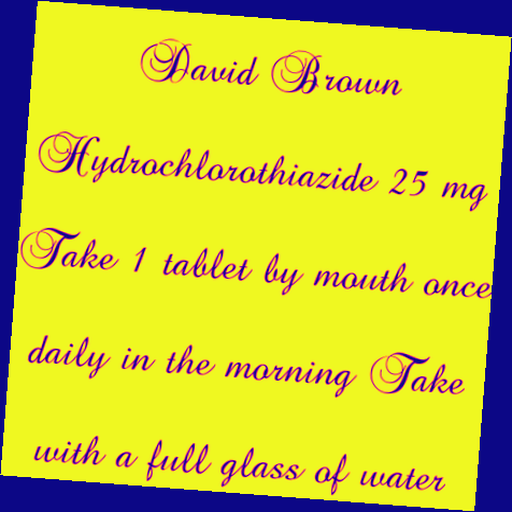 David Brown
Hydrochlorothiazide 25 mg
Take 1 tablet by mouth once
daily in the morning Take
with a full glass of water